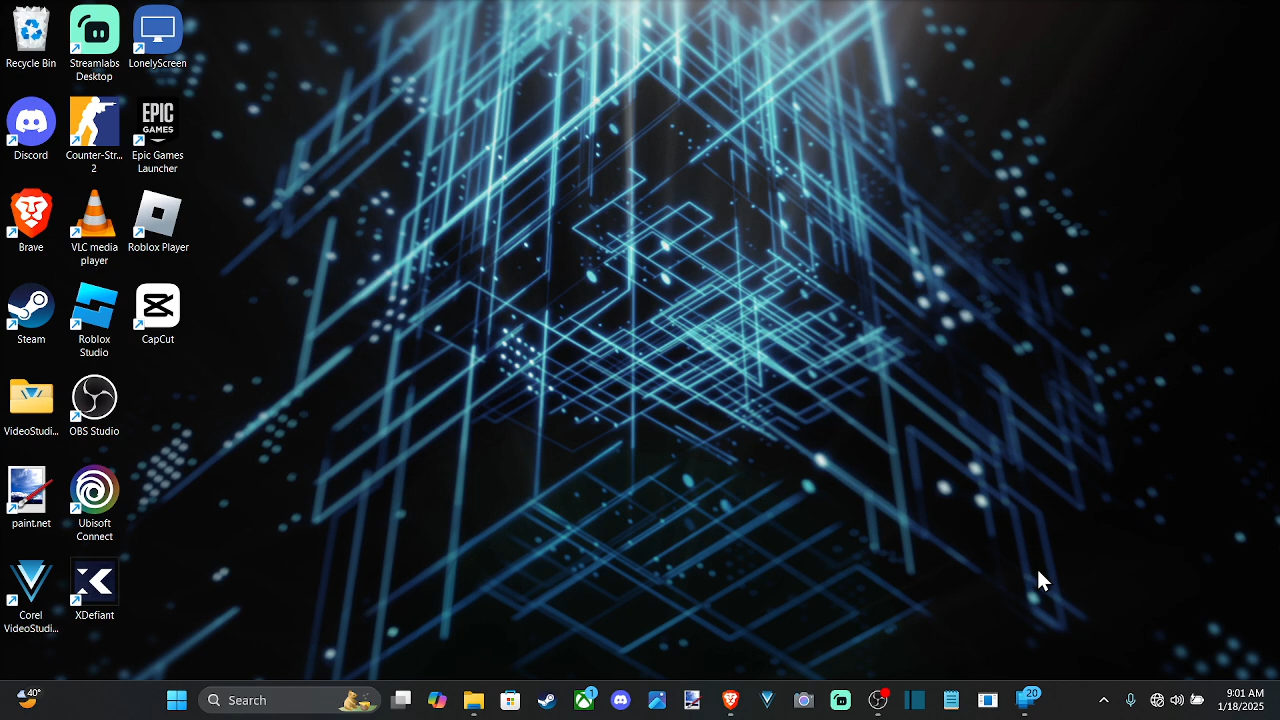 Recycle Bin
Streamlabs
Desktop
LonelyScreen
Discord
Counter-Str...
2
EPIC
GAMES
Epic Games
Launcher
Brave
VLC media
player
Roblox Player
Steam
Roblox
Studio
CapCut
VideoStudi...
OBS Studio
paint.net
Ubisoft
Connect
Corel
VideoStudi...
XDefiant
40°
Search
1
20
9:01 AM
1/18/2025